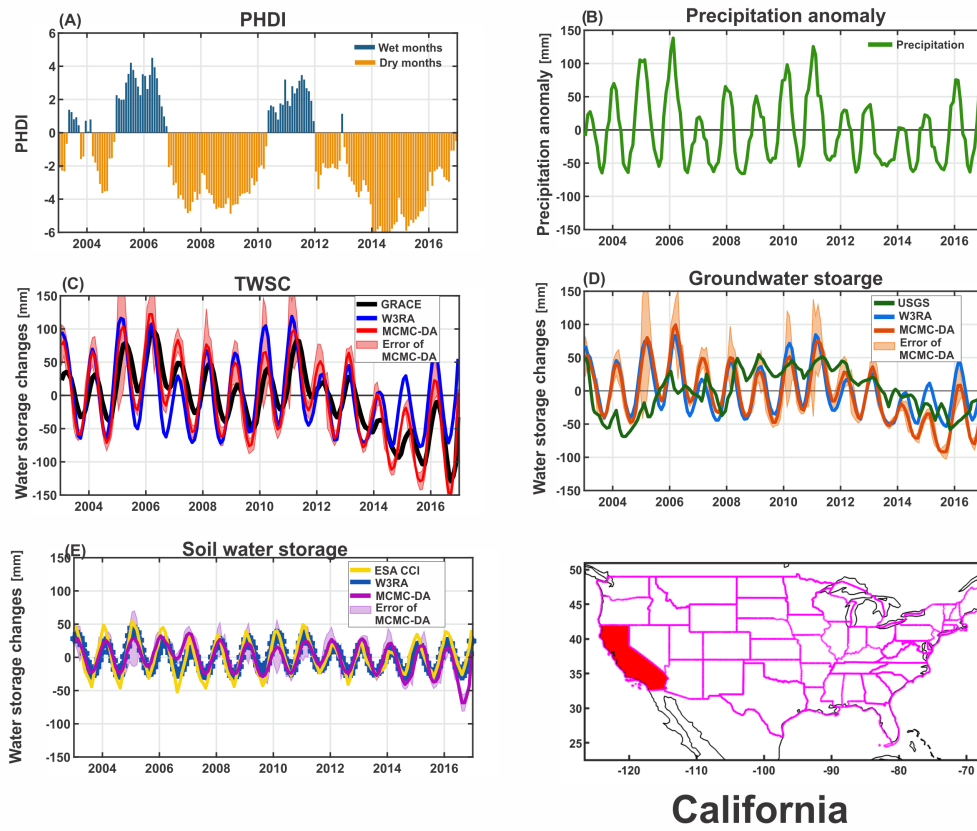 (A)
PHDI
Wet months
Dry months
PHDI
6
4
2
0
-2
-4
-6
2004 2006 2008 2010 2012 2014 2016
(B)
Precipitation anomaly
Precipitation
Precipitation anomaly [mm]
150
100
50
0
-50
-100
-150
2004 2006 2008 2010 2012 2014 2016
(C)
TWSC
GRACE
W3RA
MCMC-DA
Error of
MCMC-DA
Water storage changes [mm]
150
100
50
0
-50
-100
-150
2004 2006 2008 2010 2012 2014 2016
(D)
Groundwater stoarge
USGS
W3RA
MCMC-DA
Error of
MCMC-DA
Water storage changes [mm]
150
100
50
0
-50
-100
-150
2004 2006 2008 2010 2012 2014 2016
(E)
Soil water storage
ESA CCI
W3RA
MCMC-DA
Error of
MCMC-DA
Water storage changes [mm]
150
100
50
0
-50
-100
-150
2004 2006 2008 2010 2012 2014 2016
50
45
40
35
30
25
-120 -110 -100 -90 -80 -70
California